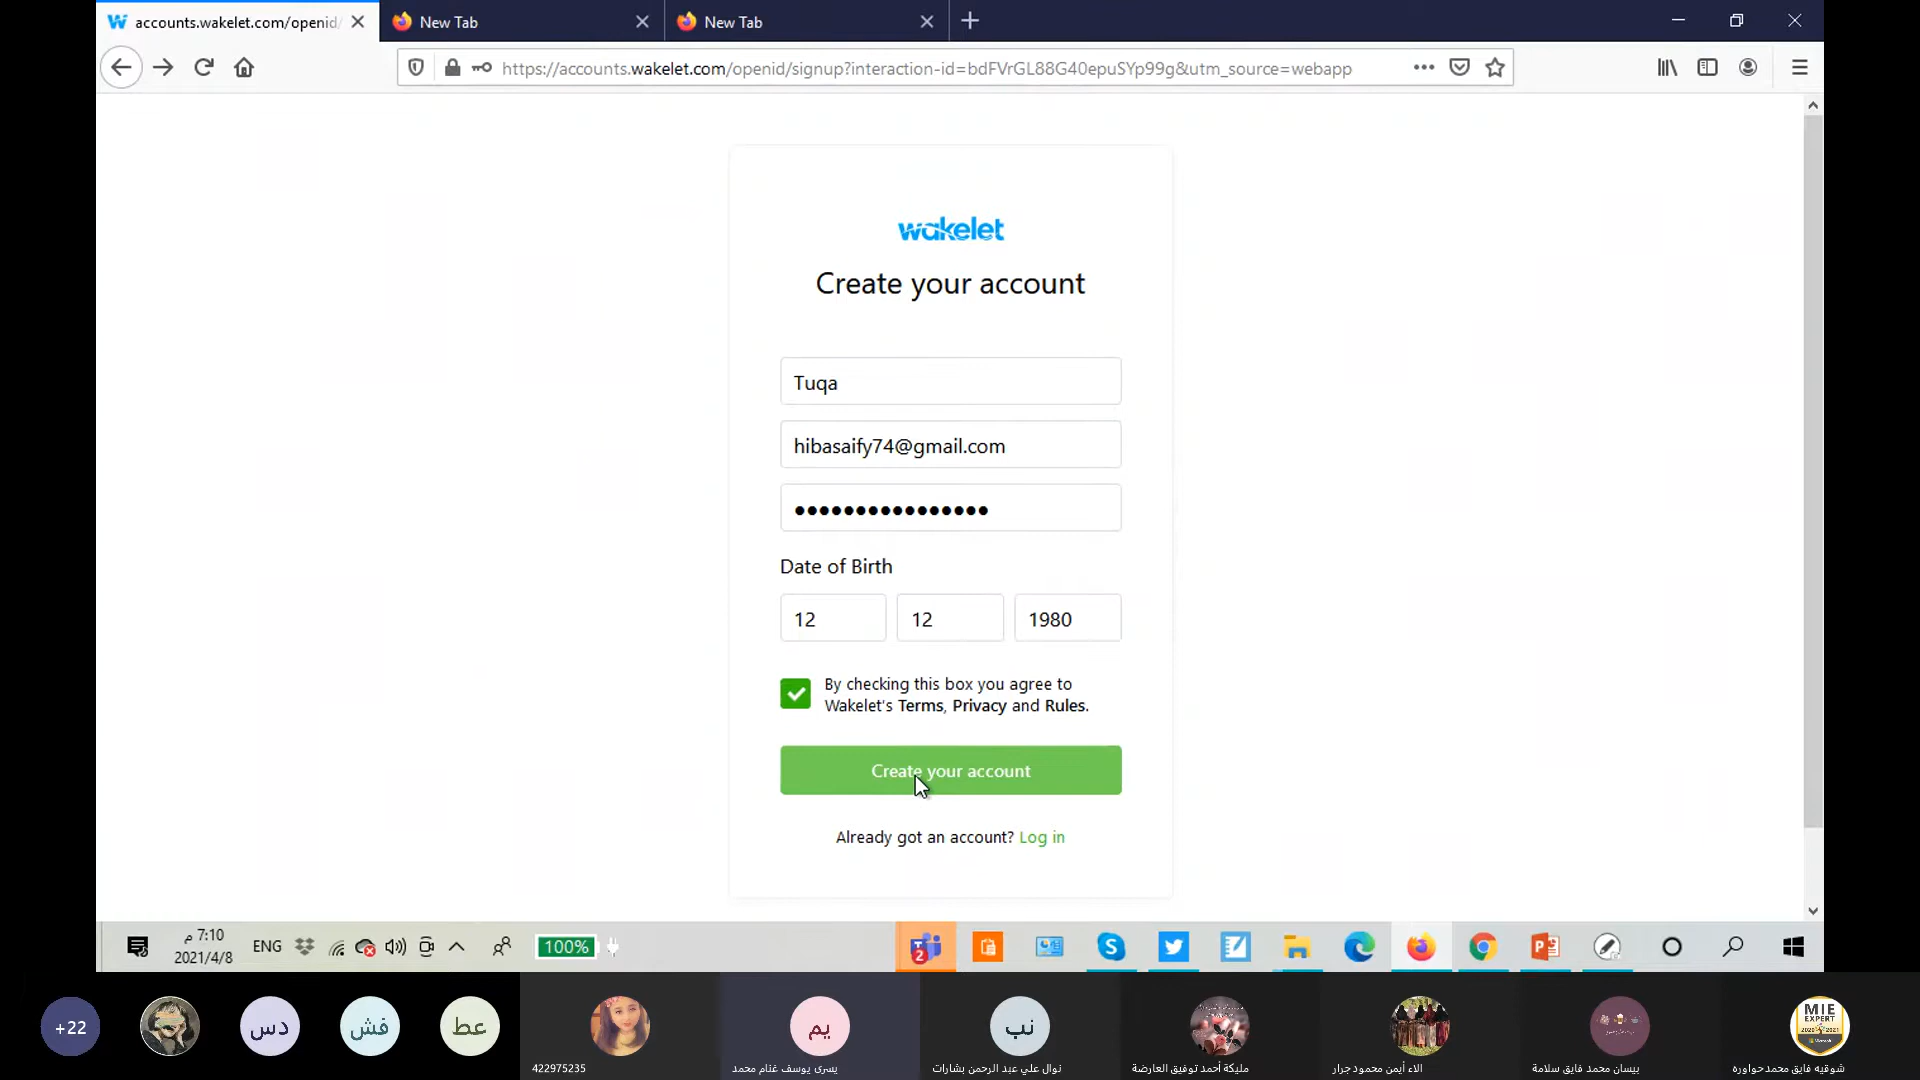 accounts.wakelet.com/openid/
New Tab
New Tab
https://accounts.wakelet.com/openid/signup?interaction-id=bdFVrGL88G40epuSYp99g&utm_source=webapp
wakelet
Create your account
Tuqa
hibasaify74@gmail.com
Date of Birth
12 12 1980
By checking this box you agree to
Wakelet's Terms, Privacy and Rules.
Create your account
Already got an account? Log in
7:10 م
2021/4/8
ENG
100%
2
+22
دس
فش
عط
يم
نب
MIE
EXPERT
2020 2021
422975235
يسرى يوسف غنام محمد
نوال علي عبد الرحمن بشارات
مليكة أحمد توفيق العارضة
الاء أيمن محمود جرار
بيسان محمد فايق سلامة
شوقيه فايق محمد حواوره